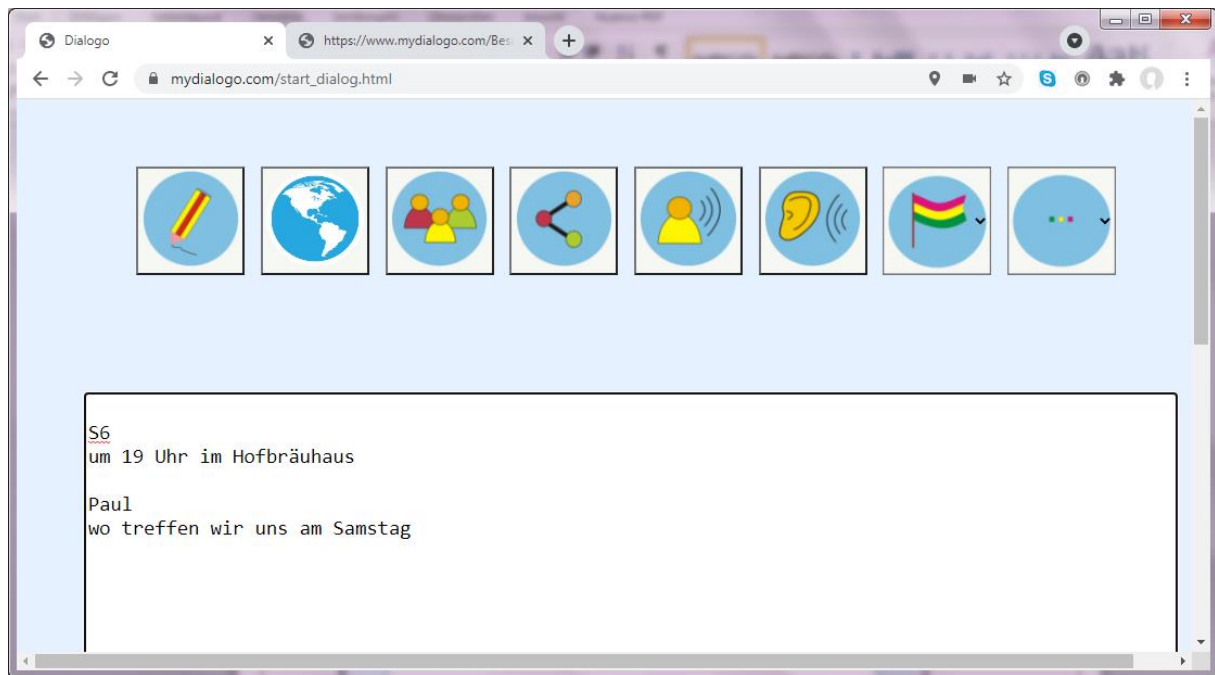 Dialogo
https://www.mydialogo.com/Bes
mydialogo.com/start_dialog.html
S6
um 19 Uhr im Hofbräuhaus
Paul
wo treffen wir uns am Samstag